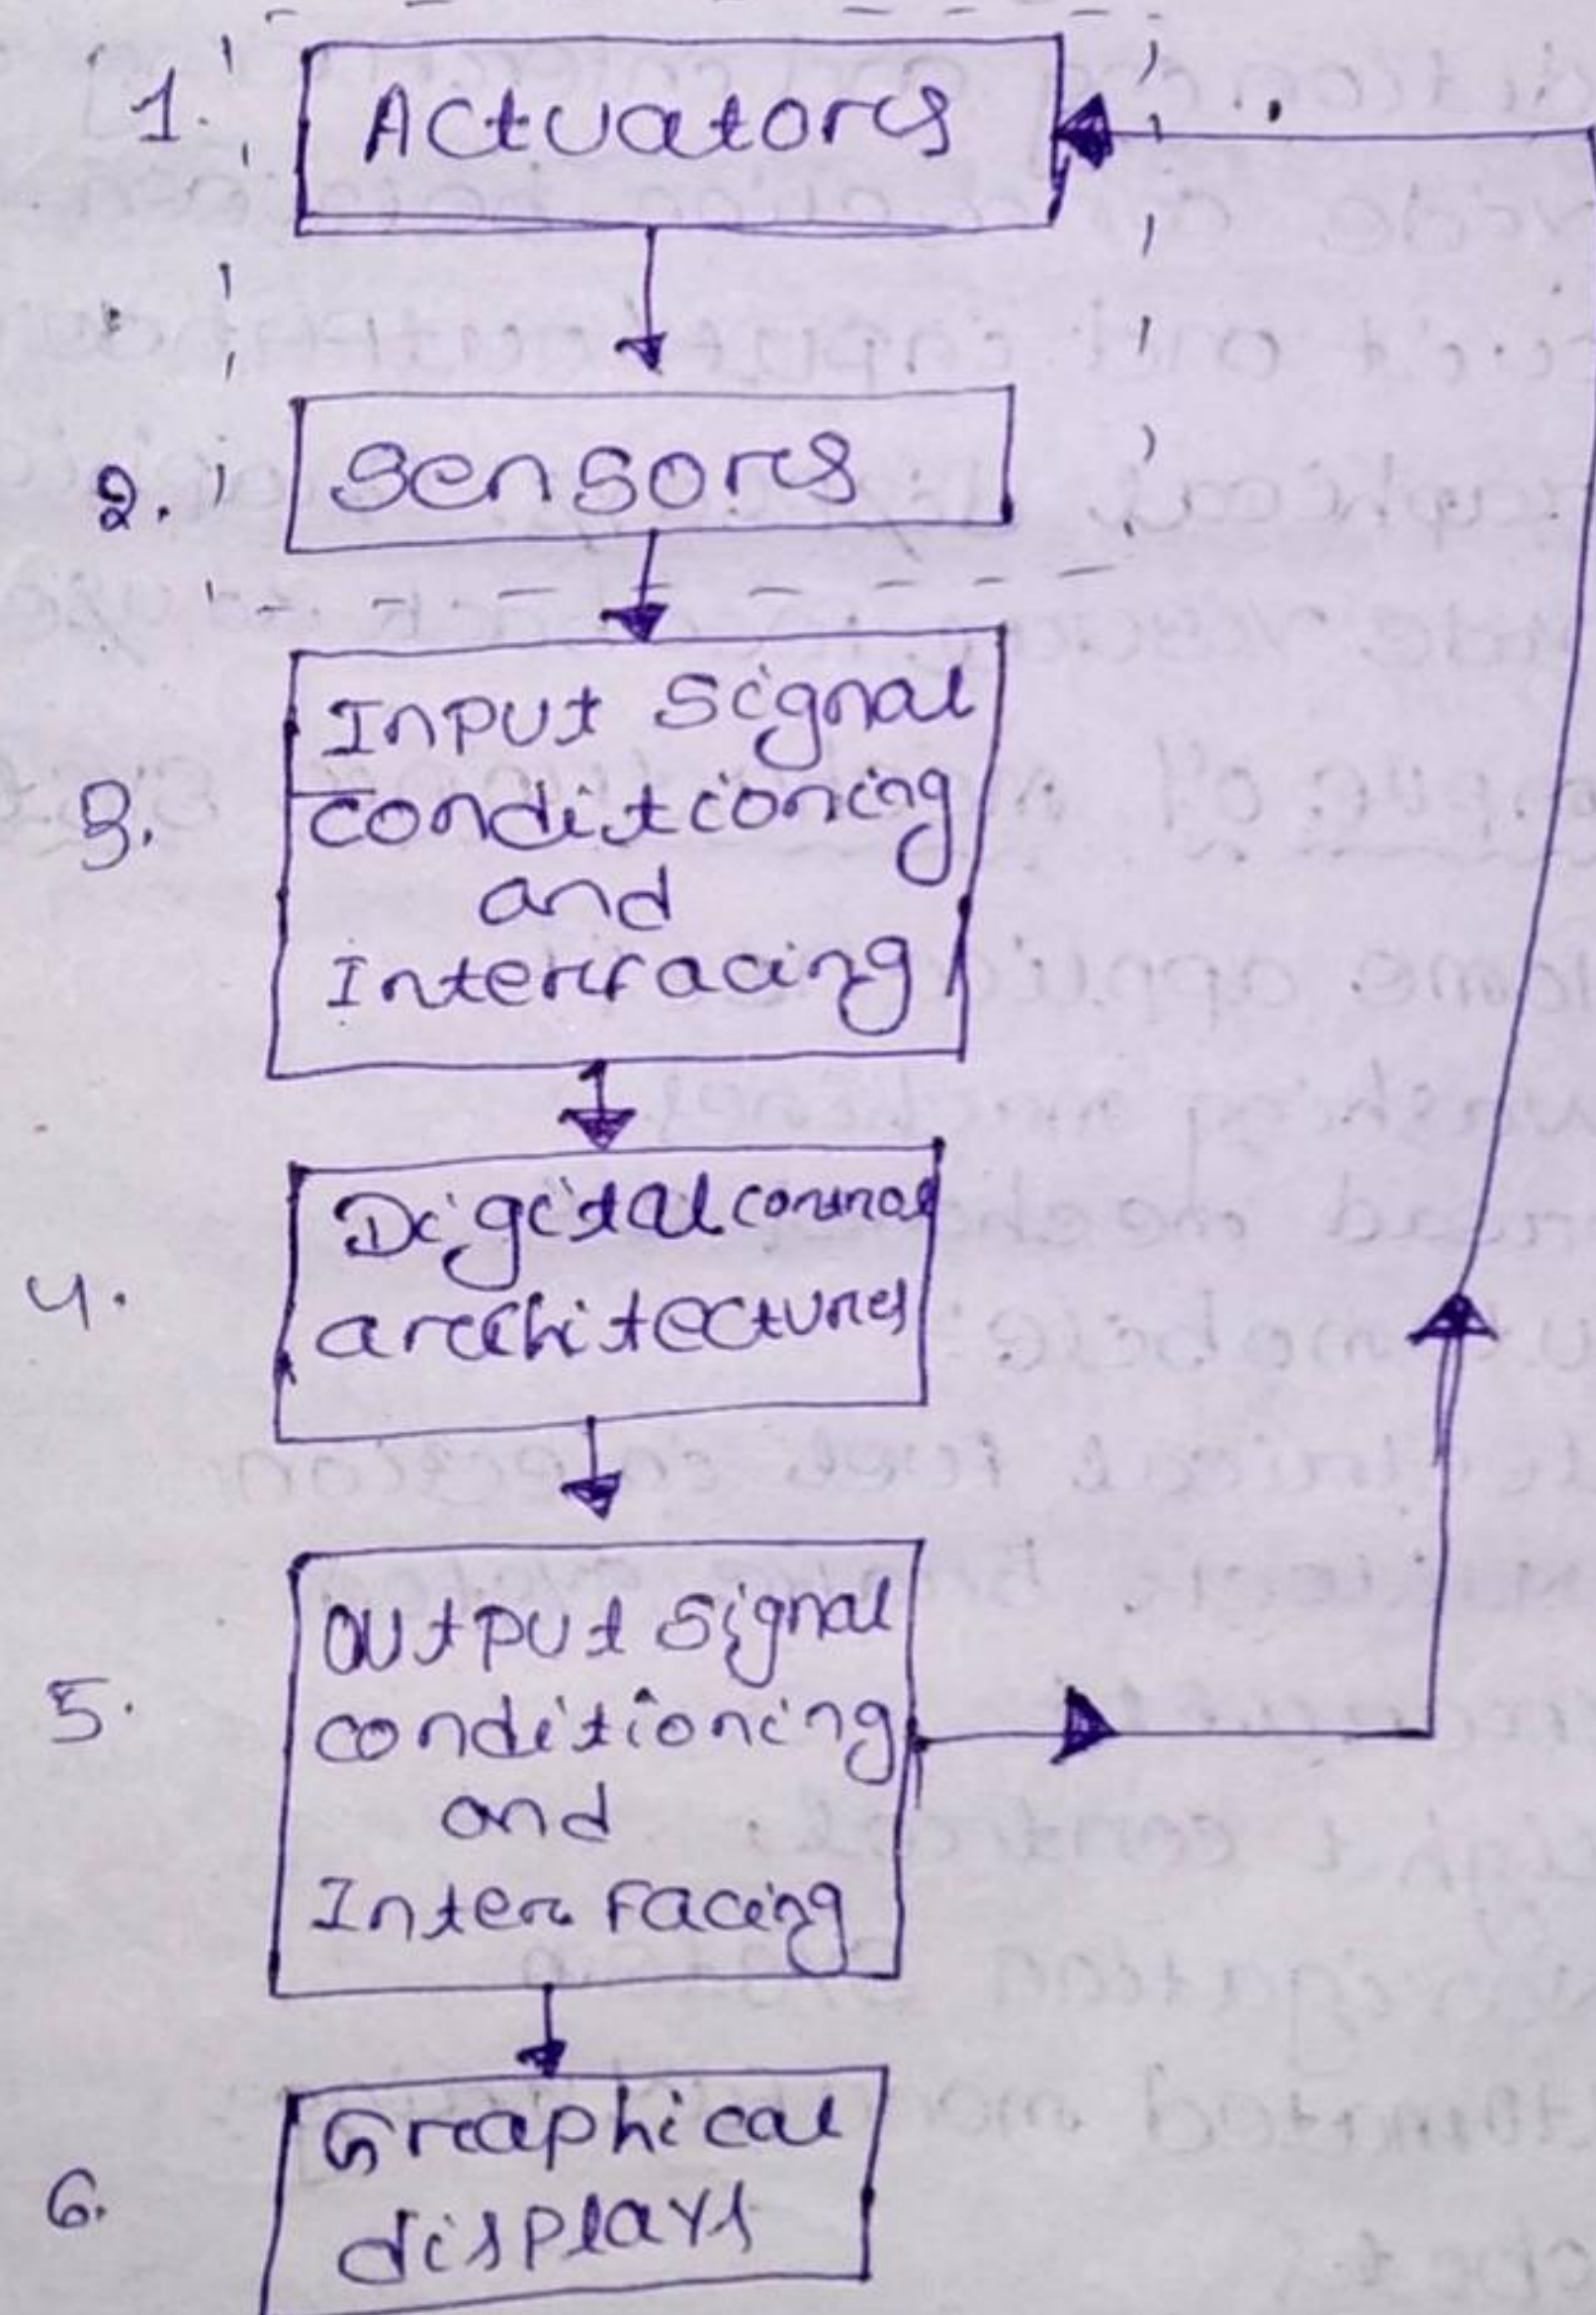 1. Actuators
2. Sensors
3. Input Signal
conditioning
and
Interfacing
4. Digital control
architectures
5. Output Signal
conditioning
and
Interfacing
6. Graphical
displays